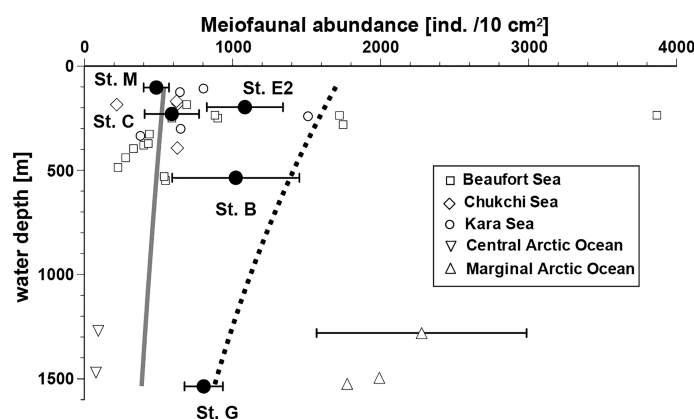 Meiofaunal abundance [ind. /10 cm²]
0 1000 2000 3000 4000
0
500
1000
1500
water depth [m]
St. M
St. E2
St. C
St. B
St. G
Beaufort Sea
Chukchi Sea
Kara Sea
Central Arctic Ocean
Marginal Arctic Ocean